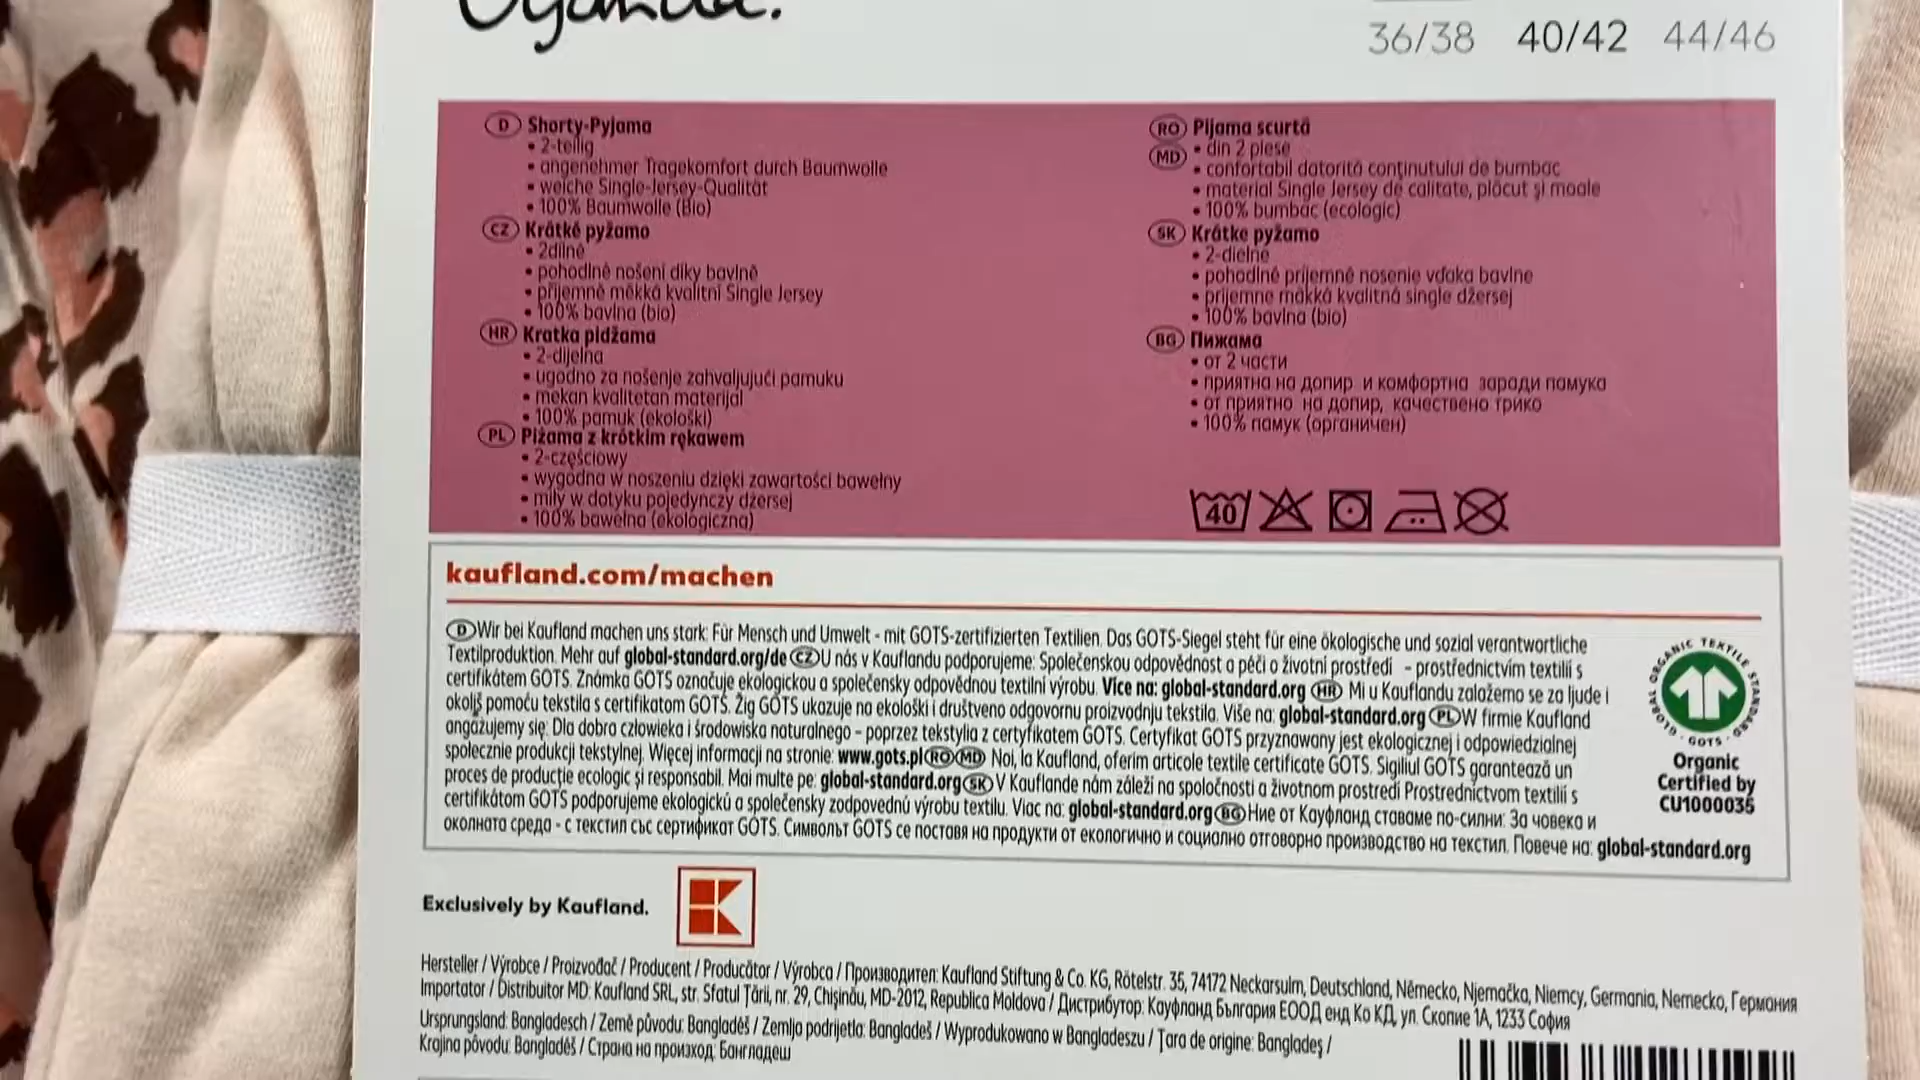 36/38 40/42 44/46
D Shorty-Pyjama
• 2-teilig
• angenehmer Tragekomfort durch Baumwolle
• weiche Single-Jersey-Qualität
• 100% Baumwolle (Bio)
CZ Krátké pyžamo
• 2dílné
• pohodlné nošení díky bavlně
• příjemně měkká kvalitní Single Jersey
• 100% bavlna (bio)
HR Kratka pidžama
• 2-dijelna
• ugodno za nošenje zahvaljujući pamuku
• mekan kvalitetan materijal
• 100% pamuk (ekološki)
PL Piżama z krótkim rękawem
• 2-częściowy
• wygodna w noszeniu dzięki zawartości bawełny
• miły w dotyku pojedynczy dżersej
• 100% bawełna (ekologiczna)
RO MD Pijama scurtă
• din 2 piese
• confortabil datorită conţinutului de bumbac
• material Single Jersey de calitate, plăcut şi moale
• 100% bumbac (ecologic)
SK Krátke pyžamo
• 2-dielne
• pohodlné príjemné nosenie vďaka bavlne
• príjemne mäkká kvalitná single džersej
• 100% bavlna (bio)
BG Пижама
• от 2 части
• приятна на допир и комфортна заради памука
• от приятно на допир, качествено трико
• 100% памук (органичен)
40
kaufland.com/machen
D Wir bei Kaufland machen uns stark: Für Mensch und Umwelt - mit GOTS-zertifizierten Textilien. Das GOTS-Siegel steht für eine ökologische und sozial verantwortliche
Textilproduktion. Mehr auf global-standard.org/de CZ U nás v Kauflandu podporujeme: Společenskou odpovědnost a péči o životní prostředí - prostřednictvím textilií s
certifikátem GOTS. Známka GOTS označuje ekologickou a společensky odpovědnou textilní výrobu. Více na: global-standard.org HR Mi u Kauflandu zalažemo se za ljude i
okoliš pomoću tekstila s certifikatom GOTS. Žig GOTS ukazuje na ekološki i društveno odgovornu proizvodnju tekstila. Više na: global-standard.org PL W firmie Kaufland
angażujemy się: Dla dobra człowieka i środowiska naturalnego - poprzez tekstylia z certyfikatem GOTS. Certyfikat GOTS przyznawany jest ekologicznej i odpowiedzialnej
społecznie produkcji tekstylnej. Więcej informacji na stronie: www.gots.pl RO MD Noi, la Kaufland, oferim articole textile certificate GOTS. Sigiliul GOTS garantează un
proces de producţie ecologic şi responsabil. Mai multe pe: global-standard.org SK V Kauflande nám záleží na spoločnosti a životnom prostredí Prostredníctvom textilií s
certifikátom GOTS podporujeme ekologickú a společensky zodpovednú výrobu textilu. Viac na: global-standard.org BG Ние от Кауфланд ставаме по-силни: За човека и
околната среда - с текстил със сертификат GOTS. Символът GOTS се поставя на продукти от екологично и социално отговорно производство на текстил. Повече на: global-standard.org
GLOBAL ORGANIC TEXTILE STANDARD · GOTS ·
Organic
Certified by
CU1000035
Exclusively by Kaufland.
K
Hersteller / Výrobce / Proizvođač / Producent / Producător / Výrobca / Производител: Kaufland Stiftung & Co. KG, Rötelstr. 35, 74172 Neckarsulm, Deutschland, Německo, Njemačka, Niemcy, Germania, Nemecko, Германия
Importator / Distribuitor MD: Kaufland SRL, str. Sfatul Ţării, nr. 29, Chişinău, MD-2012, Republica Moldova / Дистрибутор: Кауфланд България ЕООД енд Ко КД, ул. Скопие 1А, 1233 София
Ursprungsland: Bangladesch / Země původu: Bangladéš / Zemlja podrijetla: Bangladeš / Wyprodukowano w Bangladeszu / Ţara de origine: Bangladeş /
Krajina pôvodu: Bangladéš / Страна на произход: Бангладеш